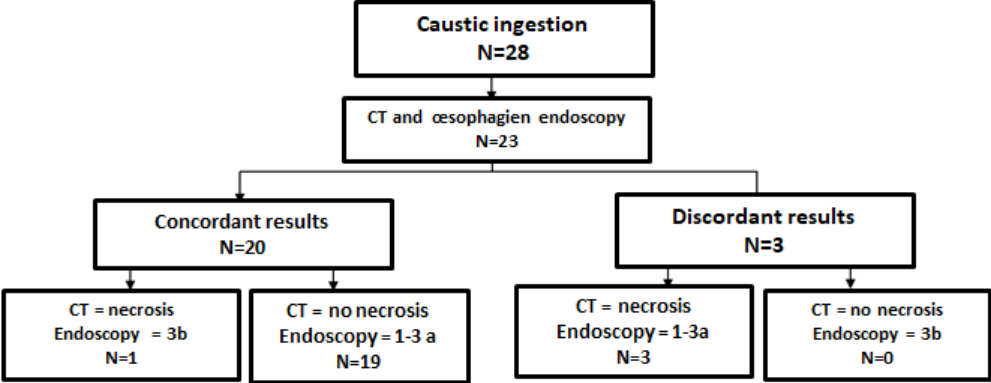 Caustic ingestion
N=28
CT and œsophagien endoscopy
N=23
Concordant results
N=20
Discordant results
N=3
CT = necrosis
Endoscopy = 3b
N=1
CT = no necrosis
Endoscopy = 1-3 a
N=19
CT = necrosis
Endoscopy = 1-3a
N=3
CT = no necrosis
Endoscopy = 3b
N=0